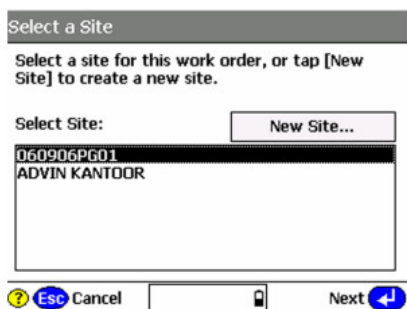 Select a Site
Select a site for this work order, or tap [New
Site] to create a new site.
Select Site:
New Site...
060906PG01
ADVIN KANTOOR
? Esc Cancel
Next